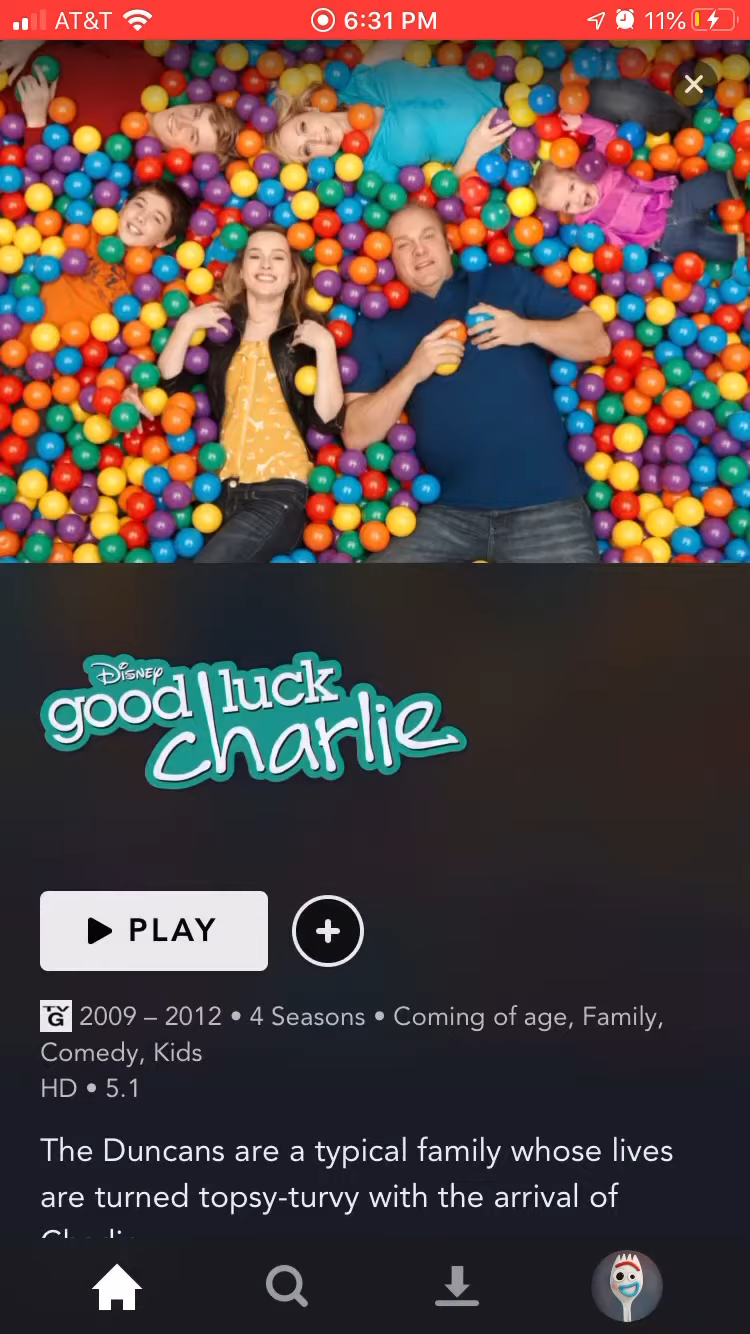 AT&T 6:31 PM 11%
Disney
good luck
charlie
PLAY
TV G 2009 – 2012 • 4 Seasons • Coming of age, Family,
Comedy, Kids
HD • 5.1
The Duncans are a typical family whose lives
are turned topsy-turvy with the arrival of